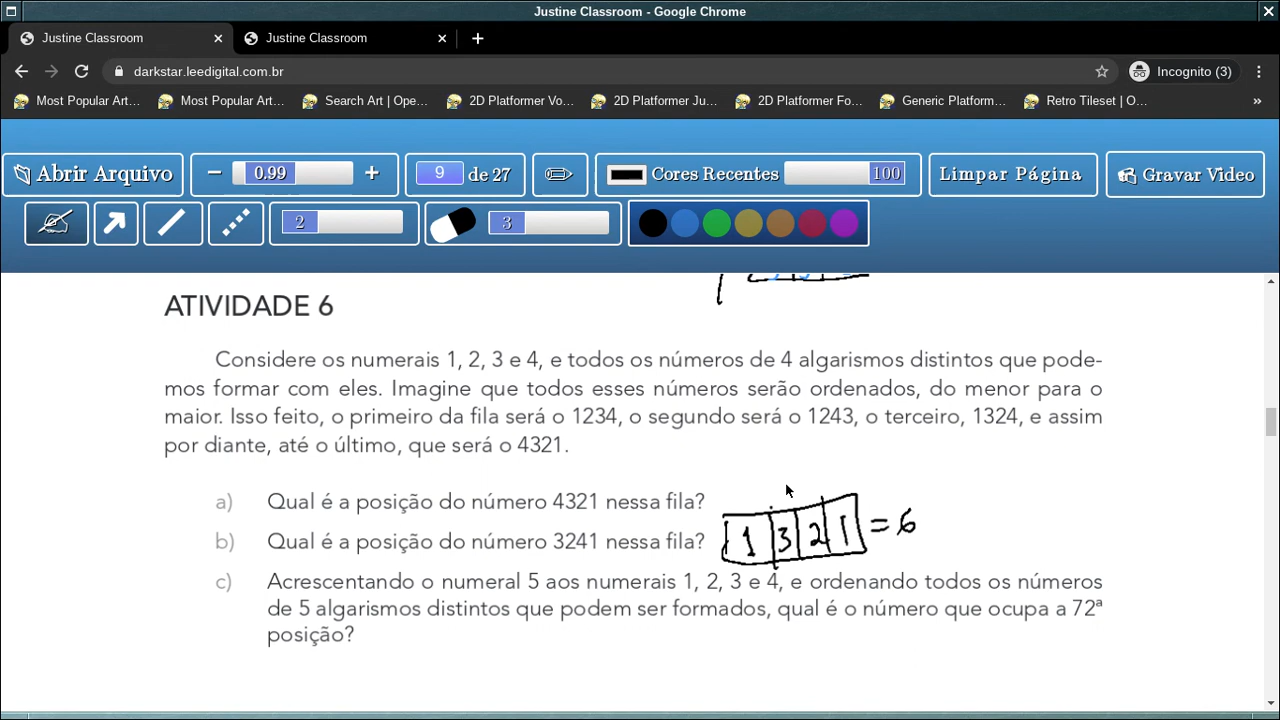 Justine Classroom - Google Chrome
Justine Classroom
Justine Classroom
darkstar.leedigital.com.br
Incognito (3)
Most Popular Art...
Most Popular Art...
Search Art | Ope...
2D Platformer Vo...
2D Platformer Ju...
2D Platformer Fo...
Generic Platform...
Retro Tileset | O...
Abrir Arquivo
− 0.99 +
9 de 27
Cores Recentes 100
Limpar Página
Gravar Video
2
3
ATIVIDADE 6
Considere os numerais 1, 2, 3 e 4, e todos os números de 4 algarismos distintos que pode-
mos formar com eles. Imagine que todos esses números serão ordenados, do menor para o
maior. Isso feito, o primeiro da fila será o 1234, o segundo será o 1243, o terceiro, 1324, e assim
por diante, até o último, que será o 4321.
a) Qual é a posição do número 4321 nessa fila?
1 3 2 1 = 6
b) Qual é a posição do número 3241 nessa fila?
c) Acrescentando o numeral 5 aos numerais 1, 2, 3 e 4, e ordenando todos os números
de 5 algarismos distintos que podem ser formados, qual é o número que ocupa a 72ª
posição?